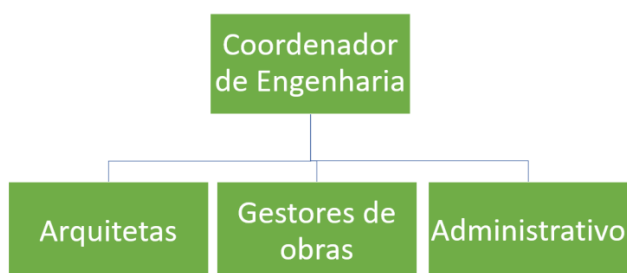 Coordenador
de Engenharia
Arquitetas
Gestores de
obras
Administrativo